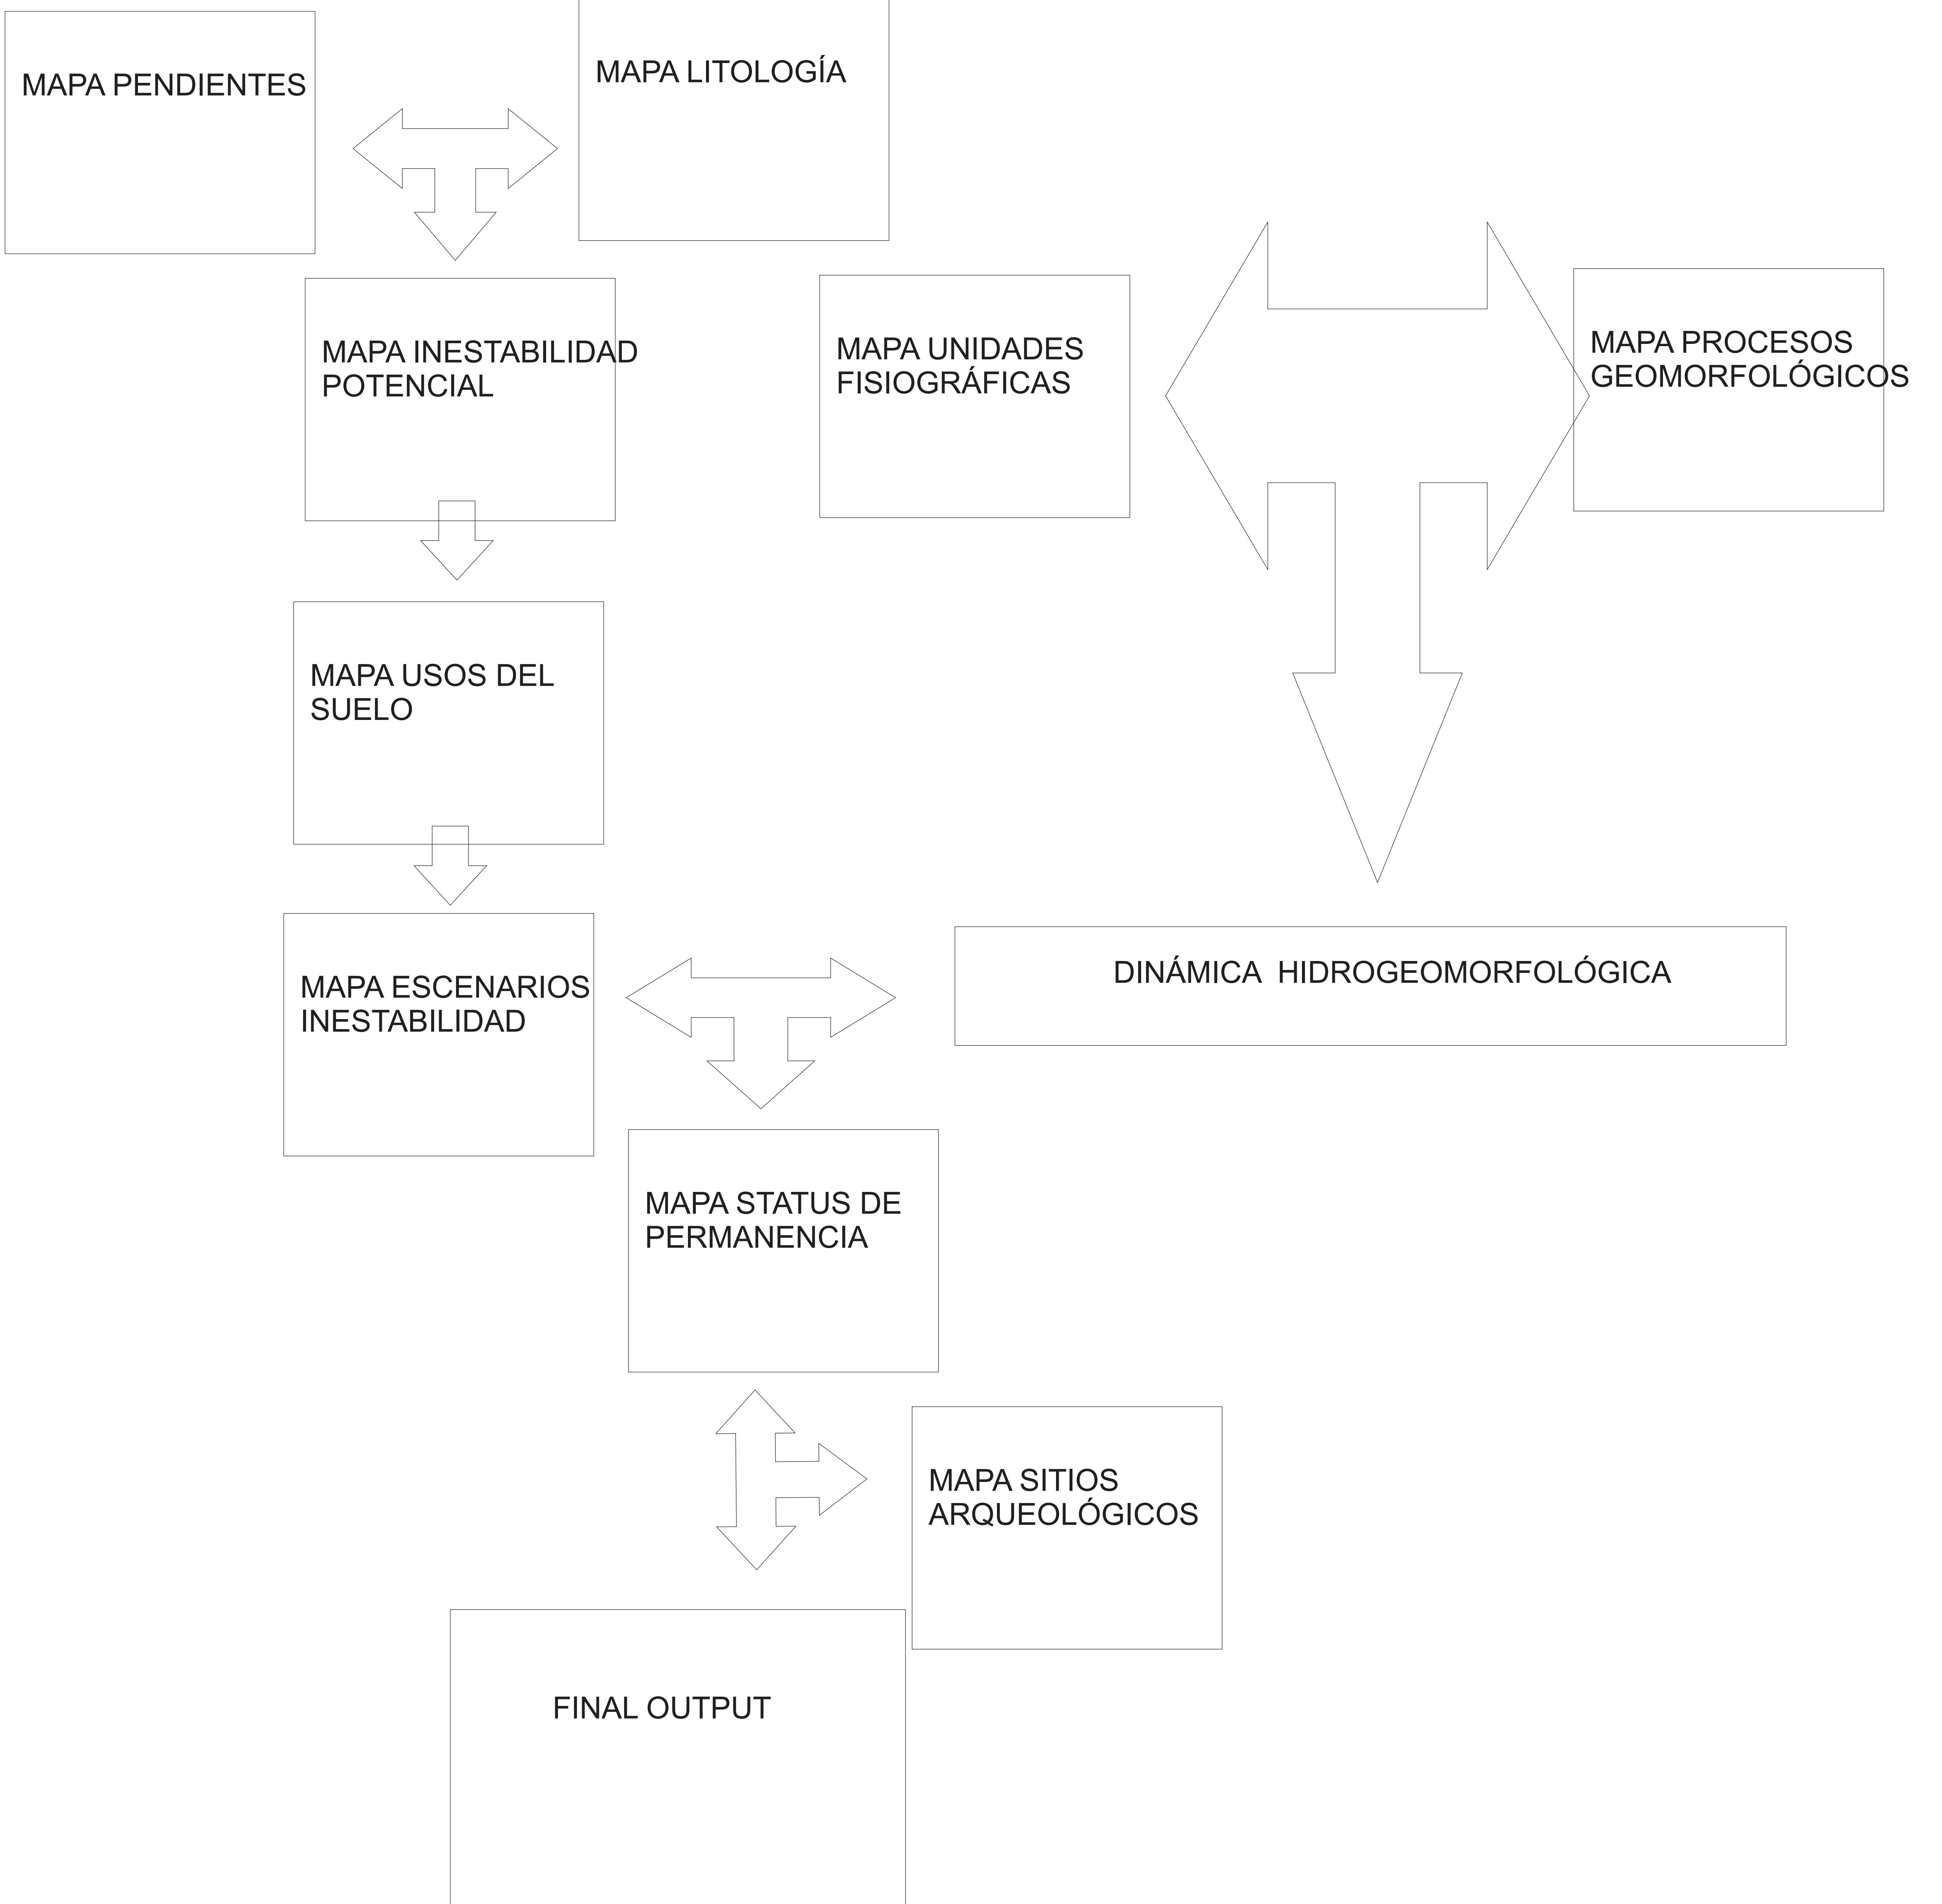 MAPA PENDIENTES
MAPA LITOLOGÍA
MAPA INESTABILIDAD
POTENCIAL
MAPA UNIDADES
FISIOGRÁFICAS
MAPA PROCESOS
GEOMORFOLÓGICOS
MAPA USOS DEL
SUELO
MAPA ESCENARIOS
INESTABILIDAD
DINÁMICA HIDROGEOMORFOLÓGICA
MAPA STATUS DE
PERMANENCIA
MAPA SITIOS
ARQUEOLÓGICOS
FINAL OUTPUT